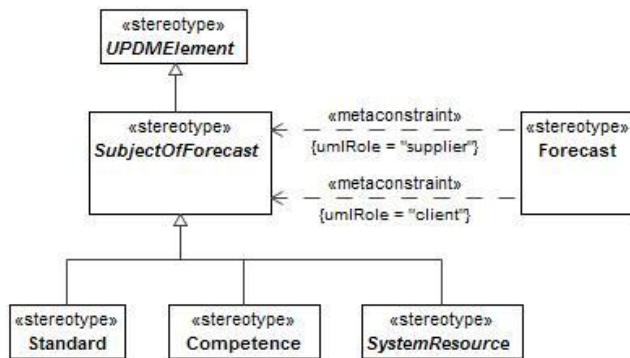 «stereotype»
UPDMElement
«stereotype»
SubjectOfForecast
«metaconstraint»
{umlRole = "supplier"}
«metaconstraint»
{umlRole = "client"}
«stereotype»
Forecast
«stereotype»
Standard
«stereotype»
Competence
«stereotype»
SystemResource